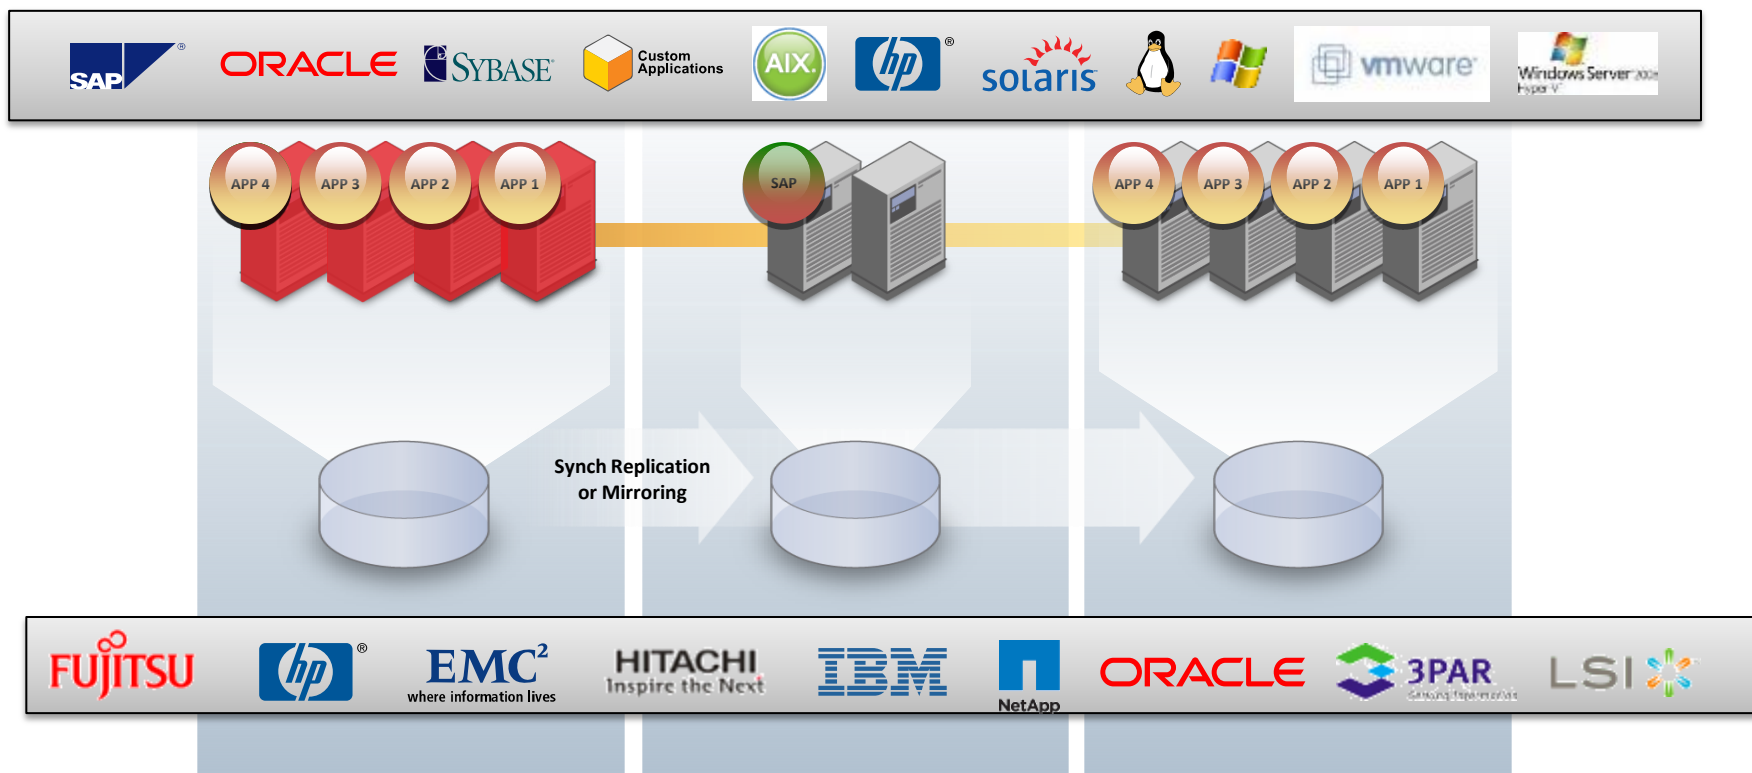 SAP®
ORACLE
SYBASE®
Custom
Applications
AIX.
hp®
solaris
vmware
Windows Server
Hyper-V
APP 4
APP 3
APP 2
APP 1
SAP
APP 4
APP 3
APP 2
APP 1
Synch Replication
or Mirroring
FUJITSU
hp®
EMC²
where information lives
HITACHI
Inspire the Next
IBM
NetApp
ORACLE
3PAR
LSI